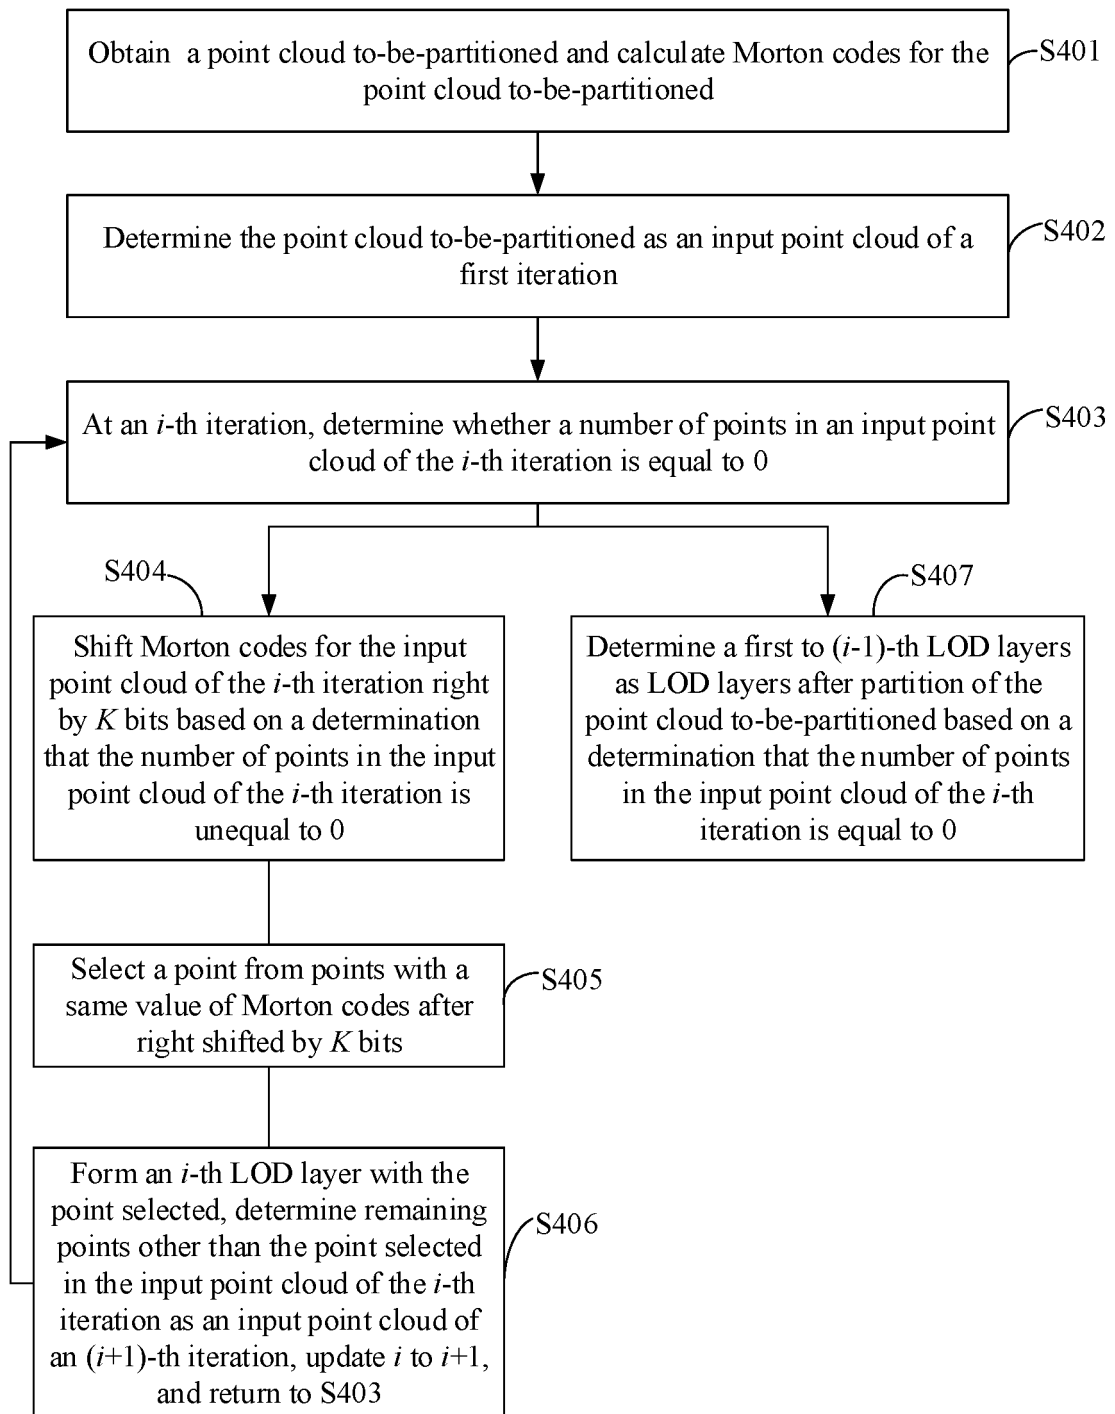 Obtain a point cloud to-be-partitioned and calculate Morton codes for the
point cloud to-be-partitioned
S401
Determine the point cloud to-be-partitioned as an input point cloud of a
first iteration
S402
At an i-th iteration, determine whether a number of points in an input point
cloud of the i-th iteration is equal to 0
S403
S404
Shift Morton codes for the input
point cloud of the i-th iteration right
by K bits based on a determination
that the number of points in the input
point cloud of the i-th iteration is
unequal to 0
S407
Determine a first to (i-1)-th LOD layers
as LOD layers after partition of the
point cloud to-be-partitioned based on a
determination that the number of points
in the input point cloud of the i-th
iteration is equal to 0
Select a point from points with a
same value of Morton codes after
right shifted by K bits
S405
Form an i-th LOD layer with the
point selected, determine remaining
points other than the point selected
in the input point cloud of the i-th
iteration as an input point cloud of
an (i+1)-th iteration, update i to i+1,
and return to S403
S406